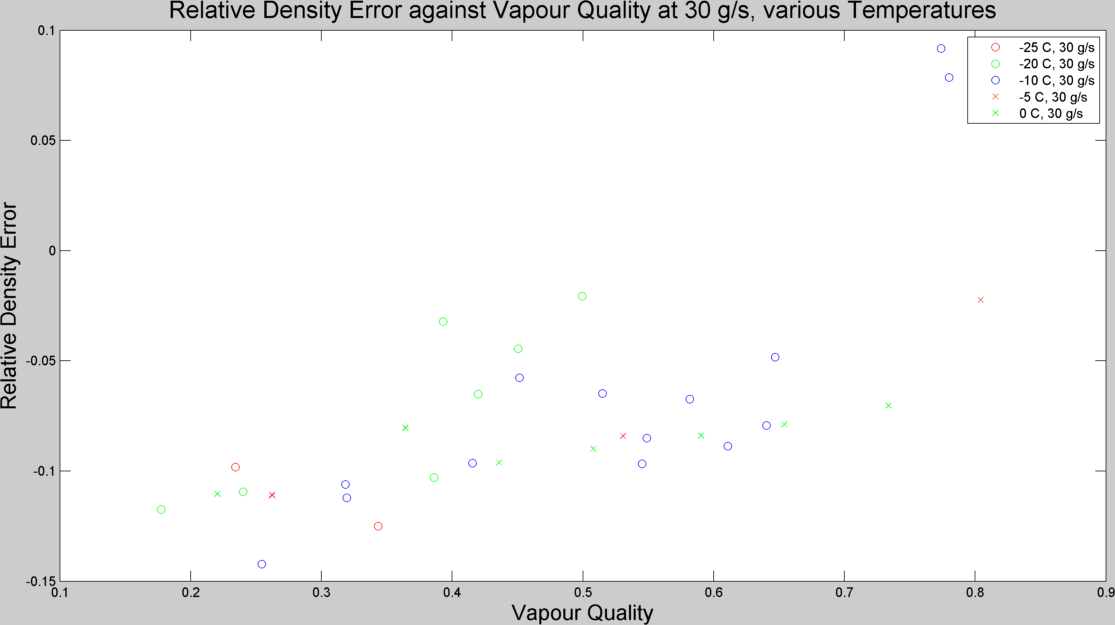 Relative Density Error against Vapour Quality at 30 g/s, various Temperatures
0.1
-25 C, 30 g/s
-20 C, 30 g/s
-10 C, 30 g/s
-5 C, 30 g/s
0 C, 30 g/s
0.05
0
-0.05
-0.1
-0.15
Relative Density Error
0.1 0.2 0.3 0.4 0.5 0.6 0.7 0.8 0.9
Vapour Quality